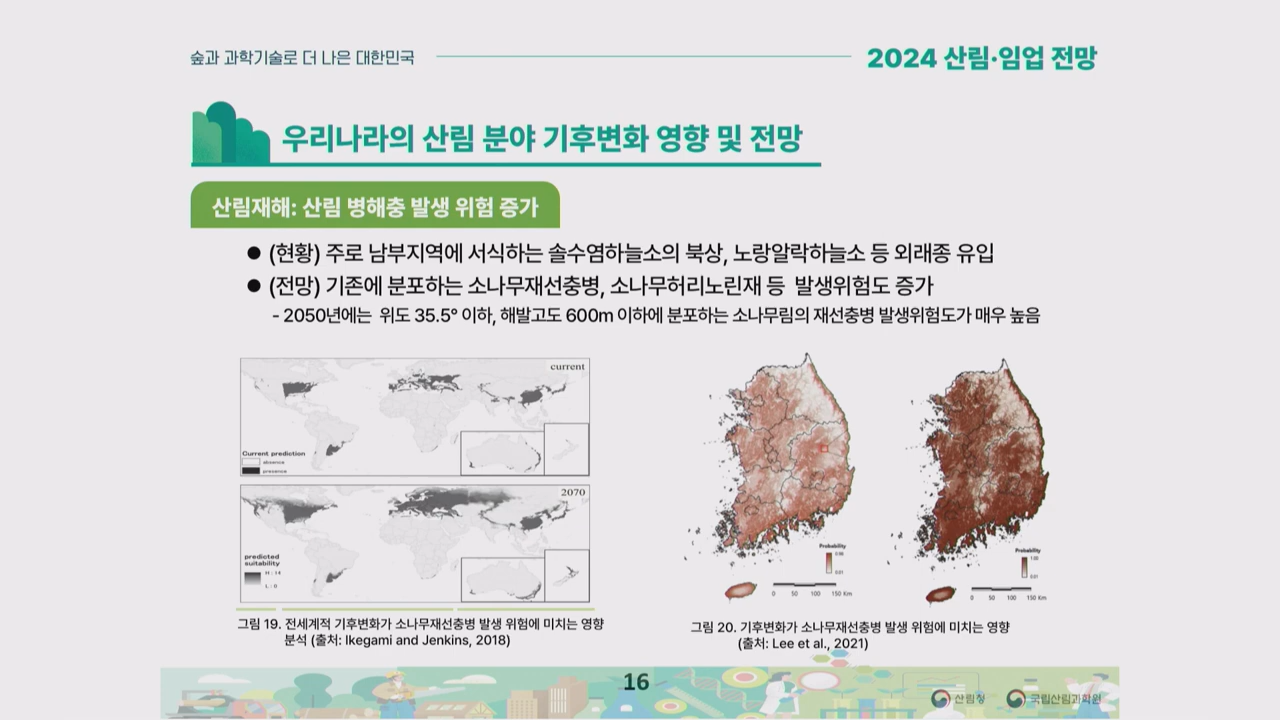 숲과 과학기술로 더 나은 대한민국
2024 산림·임업 전망
우리나라의 산림 분야 기후변화 영향 및 전망
산림재해: 산림 병해충 발생 위험 증가
● (현황) 주로 남부지역에 서식하는 솔수염하늘소의 북상, 노랑알락하늘소 등 외래종 유입
● (전망) 기존에 분포하는 소나무재선충병, 소나무허리노린재 등 발생위험도 증가
- 2050년에는 위도 35.5° 이하, 해발고도 600m 이하에 분포하는 소나무림의 재선충병 발생위험도가 매우 높음
current
Current prediction
absence
presence
2070
predicted
suitability
H : 14
L : 0
그림 19. 전세계적 기후변화가 소나무재선충병 발생 위험에 미치는 영향
분석 (출처: Ikegami and Jenkins, 2018)
Probability
0.01
0 50 100 150 Km
Probability
0.01
0 50 100 150 Km
그림 20. 기후변화가 소나무재선충병 발생 위험에 미치는 영향
(출처: Lee et al., 2021)
16
산림청
국립산림과학원